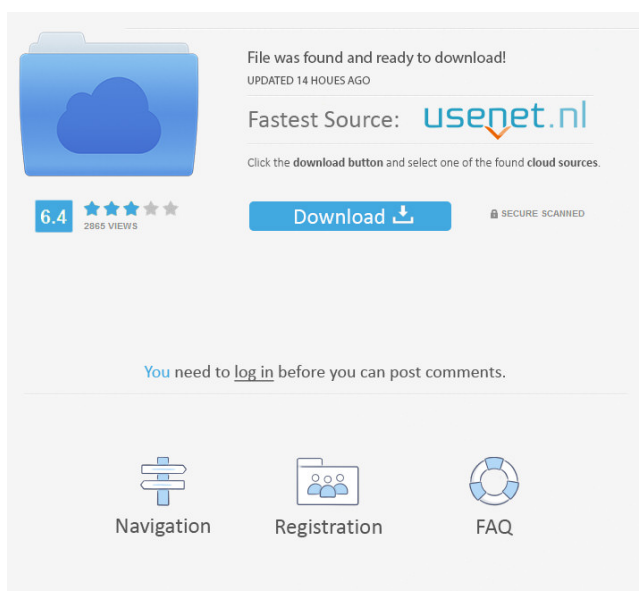 File was found and ready to download!
UPDATED 14 HOUES AGO
Fastest Source: usenet.nl
Click the download button and select one of the found cloud sources.
6.4
2865 VIEWS
Download
SECURE SCANNED
You need to log in before you can post comments.
Navigation
Registration
FAQ